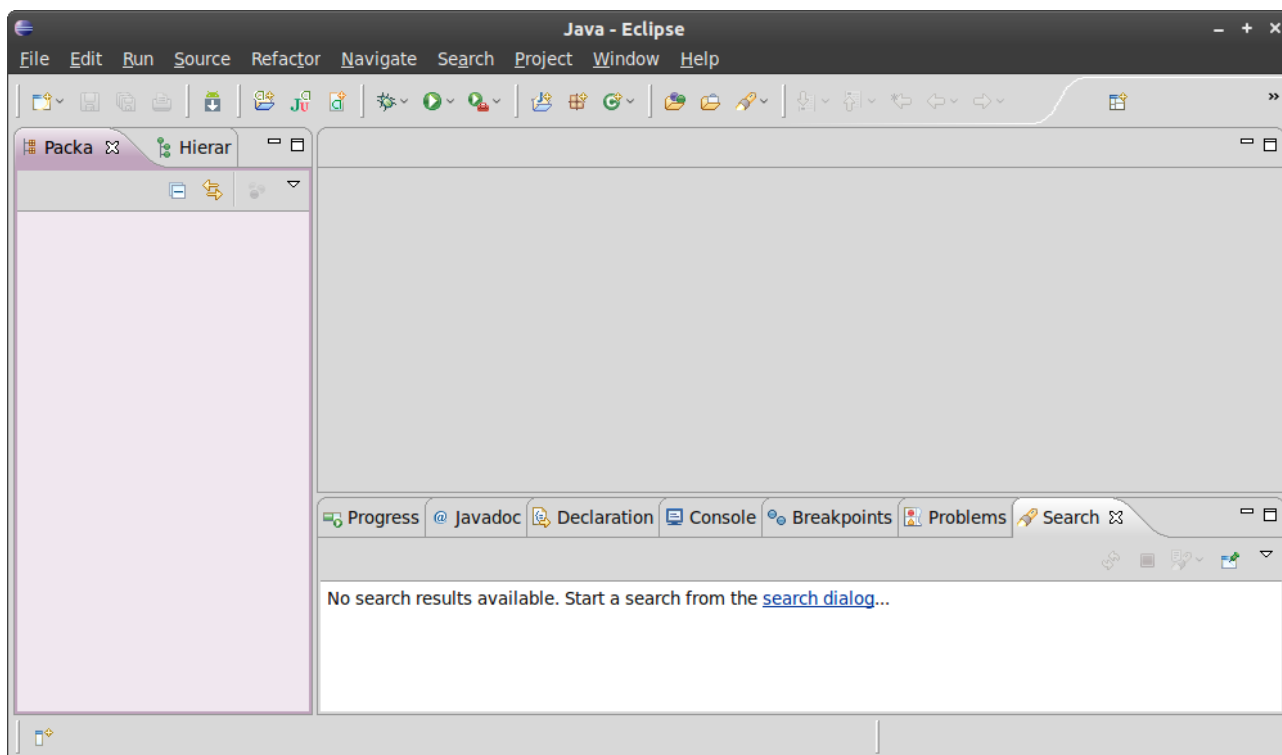 Java - Eclipse
File Edit Run Source Refactor Navigate Search Project Window Help
Packa Hierar
Progress @ Javadoc Declaration Console Breakpoints Problems Search
No search results available. Start a search from the search dialog...